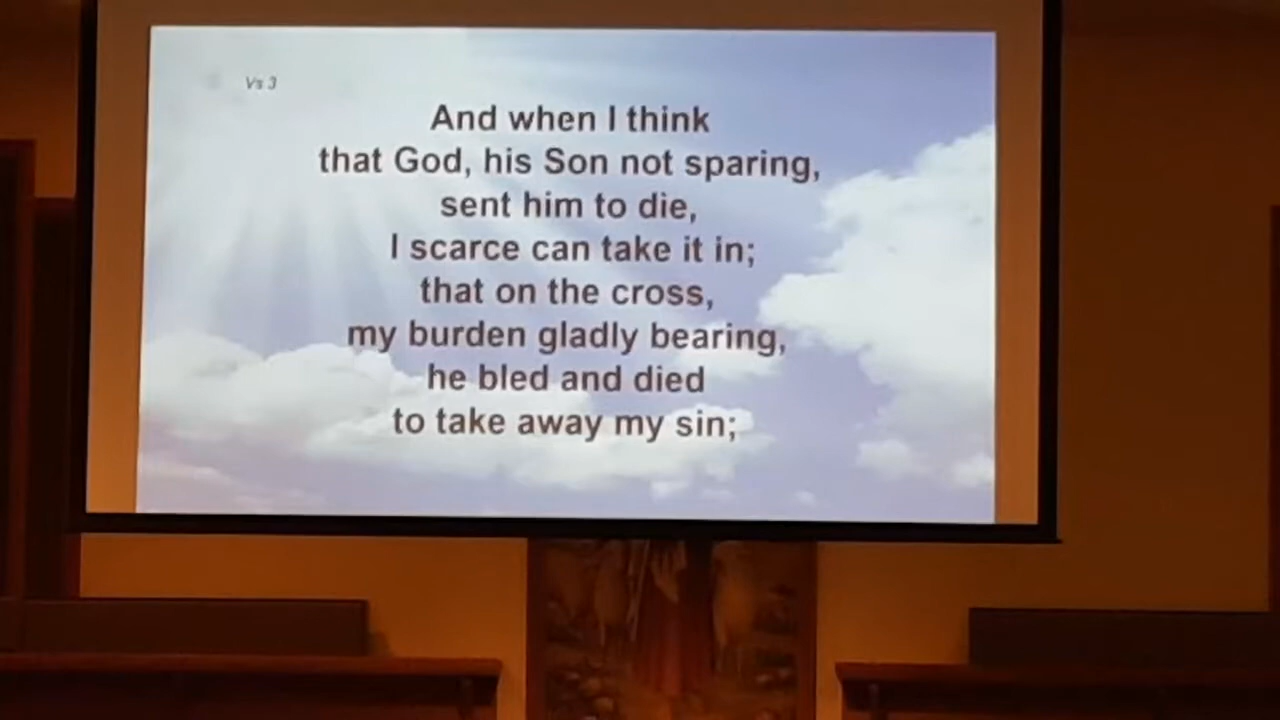 Vs 3
And when I think
that God, his Son not sparing,
sent him to die,
I scarce can take it in;
that on the cross,
my burden gladly bearing,
he bled and died
to take away my sin;